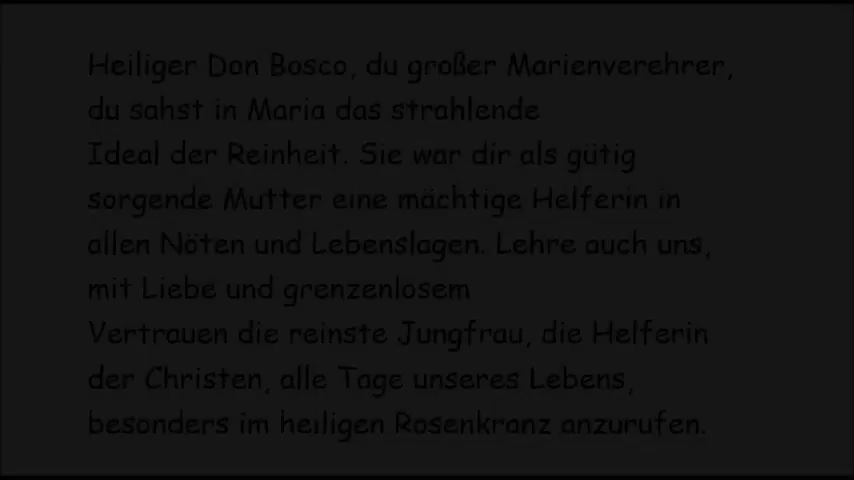 Heiliger Don Bosco, du großer Marienverehrer,
du sahst in Maria das strahlende
Ideal der Reinheit. Sie war dir als gütig
sorgende Mutter eine mächtige Helferin in
allen Nöten und Lebenslagen. Lehre auch uns,
mit Liebe und grenzenlosem
Vertrauen die reinste Jungfrau, die Helferin
der Christen, alle Tage unseres Lebens,
besonders im heiligen Rosenkranz anzurufen.